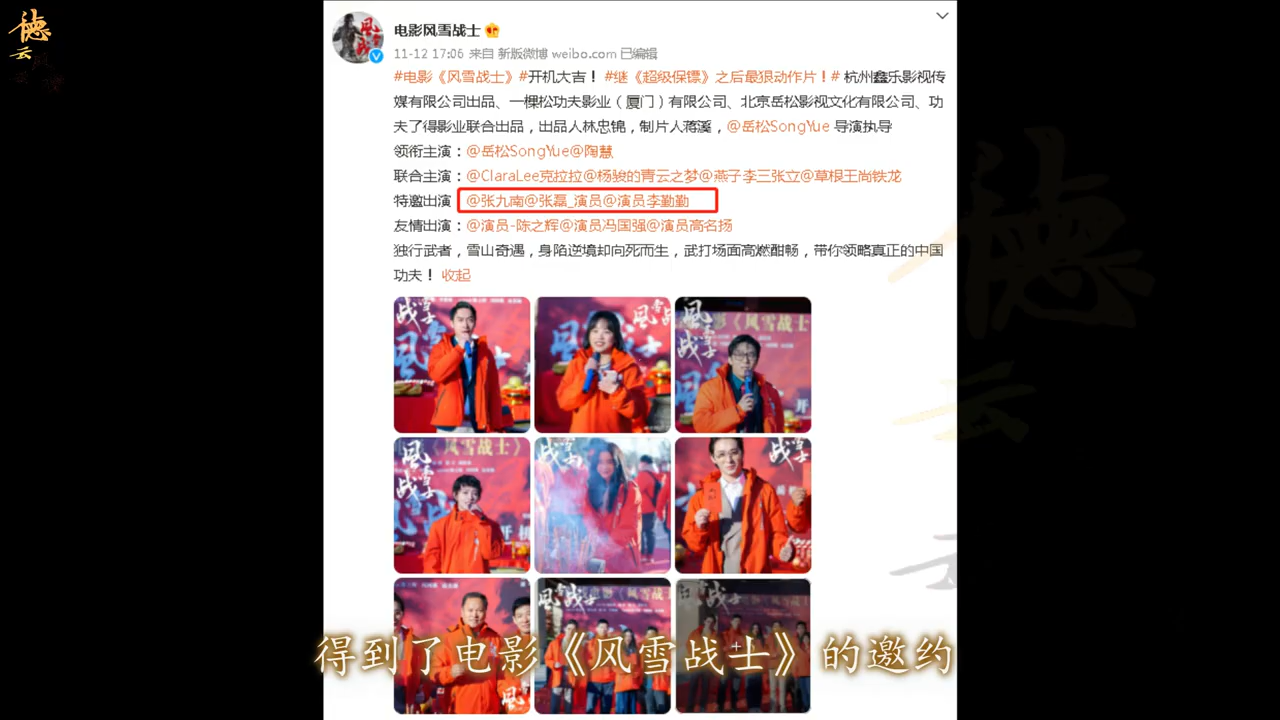 德云
电影风雪战士
11-12 17:06 来自 新版微博 weibo.com 已编辑
#电影《风雪战士》#开机大吉！ #继《超级保镖》之后最狠动作片！# 杭州鑫乐影视传
媒有限公司出品、一棵松功夫影业（厦门）有限公司、北京岳松影视文化有限公司、功
夫了得影业联合出品，出品人林忠锦，制片人蒋溪，@岳松SongYue 导演执导
领衔主演：@岳松SongYue@陶慧
联合主演：@ClaraLee克拉拉@杨骏的青云之梦@燕子李三张立@草根王尚铁龙
特邀出演 @张九南@张磊_演员@演员李勤勤
友情出演：@演员-陈之辉@演员冯国强@演员高名扬
独行武者，雪山奇遇，身陷逆境却向死而生，武打场面高燃酣畅，带你领略真正的中国
功夫！ 收起
得到了电影《风雪战士》的邀约